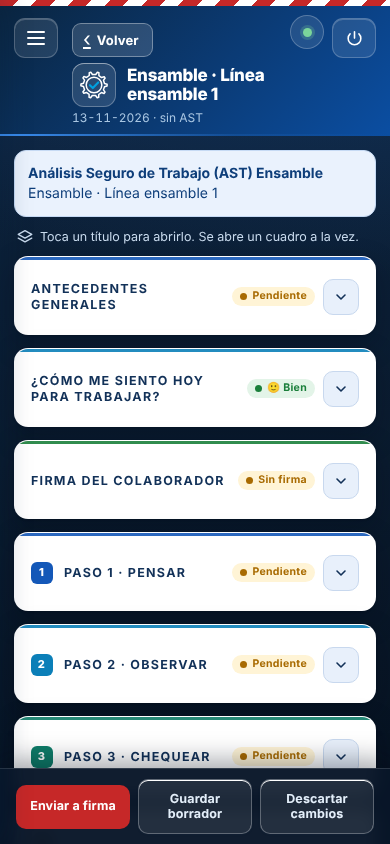 Volver
Ensamble · Línea
ensamble 1
13-11-2026 · sin AST
Análisis Seguro de Trabajo (AST) Ensamble
Ensamble · Línea ensamble 1
Toca un título para abrirlo. Se abre un cuadro a la vez.
ANTECEDENTES
GENERALES
Pendiente
¿CÓMO ME SIENTO HOY
PARA TRABAJAR?
🙂 Bien
FIRMA DEL COLABORADOR
Sin firma
1 PASO 1 · PENSAR
Pendiente
2 PASO 2 · OBSERVAR
Pendiente
3 PASO 3 · CHEQUEAR
Pendiente
Enviar a firma
Guardar
borrador
Descartar
cambios